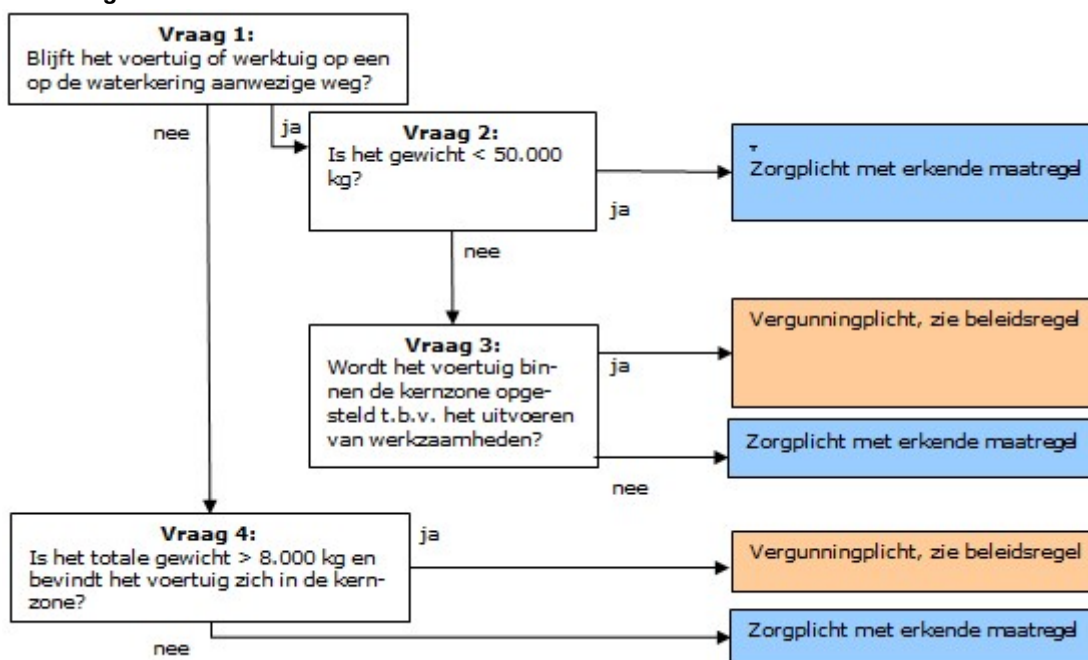 Vraag 1:
Blijft het voertuig of werktuig op een
op de waterkering aanwezige weg?
nee
ja
Vraag 2:
Is het gewicht < 50.000
kg?
ja
Zorgplicht met erkende maatregel
nee
Vraag 3:
Wordt het voertuig bin-
nen de kernzone opge-
steld t.b.v. het uitvoeren
van werkzaamheden?
ja
Vergunningplicht, zie beleidsregel
nee
Zorgplicht met erkende maatregel
Vraag 4:
Is het totale gewicht > 8.000 kg en
bevindt het voertuig zich in de kern-
zone?
ja
Vergunningplicht, zie beleidsregel
nee
Zorgplicht met erkende maatregel